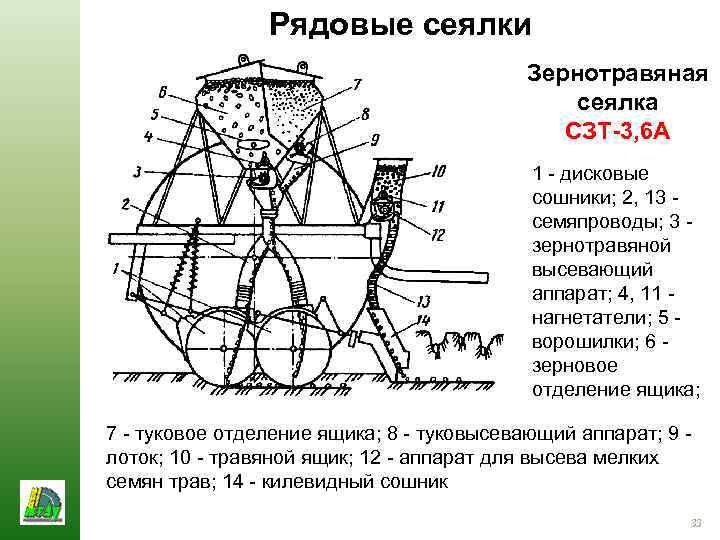 Рядовые сеялки
Зернотравяная
сеялка
СЗТ-3,6А
1 - дисковые
сошники; 2, 13 -
семяпроводы; 3 -
зернотравяной
высевающий
аппарат; 4, 11 -
нагнетатели; 5 -
ворошилки; 6 -
зерновое
отделение ящика;
7 - туковое отделение ящика; 8 - туковысевающий аппарат; 9 -
лоток; 10 - травяной ящик; 12 - аппарат для высева мелких
семян трав; 14 - килевидный сошник
6
5
4
3
2
1
7
8
9
10
11
12
13
14
33